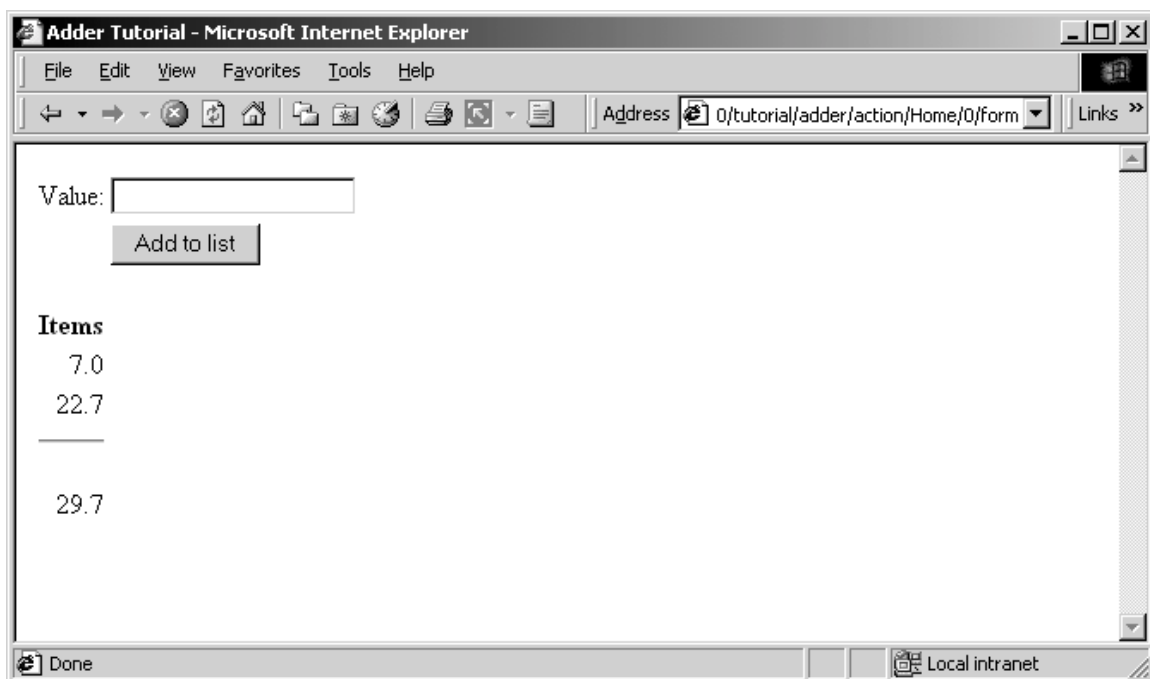 Adder Tutorial - Microsoft Internet Explorer
File Edit View Favorites Tools Help
Address 0/tutorial/adder/action/Home/0/form Links »
Value:
Add to list
Items
7.0
22.7
29.7
Done Local intranet